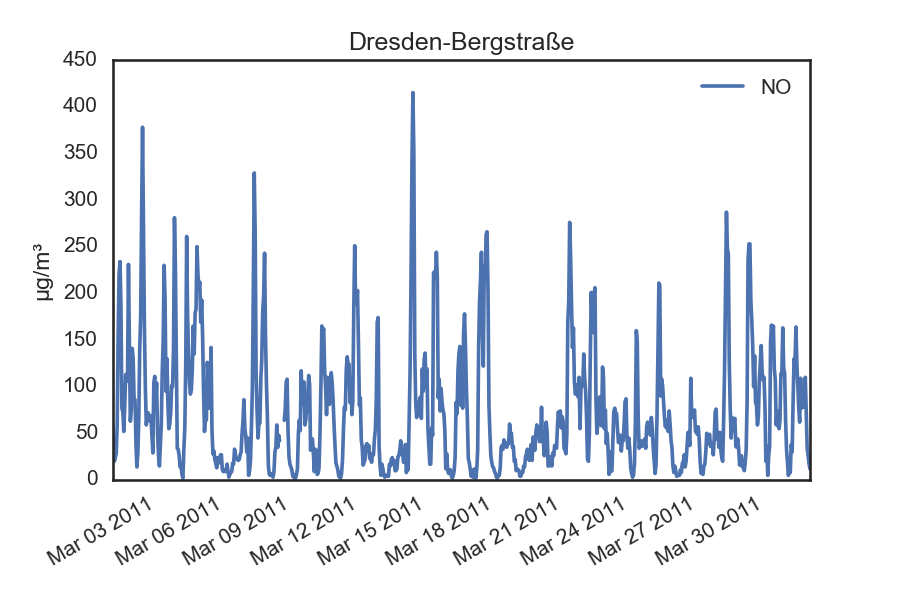 Dresden-Bergstraße
NO
µg/m³
450
400
350
300
250
200
150
100
50
0
Mar 03 2011
Mar 06 2011
Mar 09 2011
Mar 12 2011
Mar 15 2011
Mar 18 2011
Mar 21 2011
Mar 24 2011
Mar 27 2011
Mar 30 2011